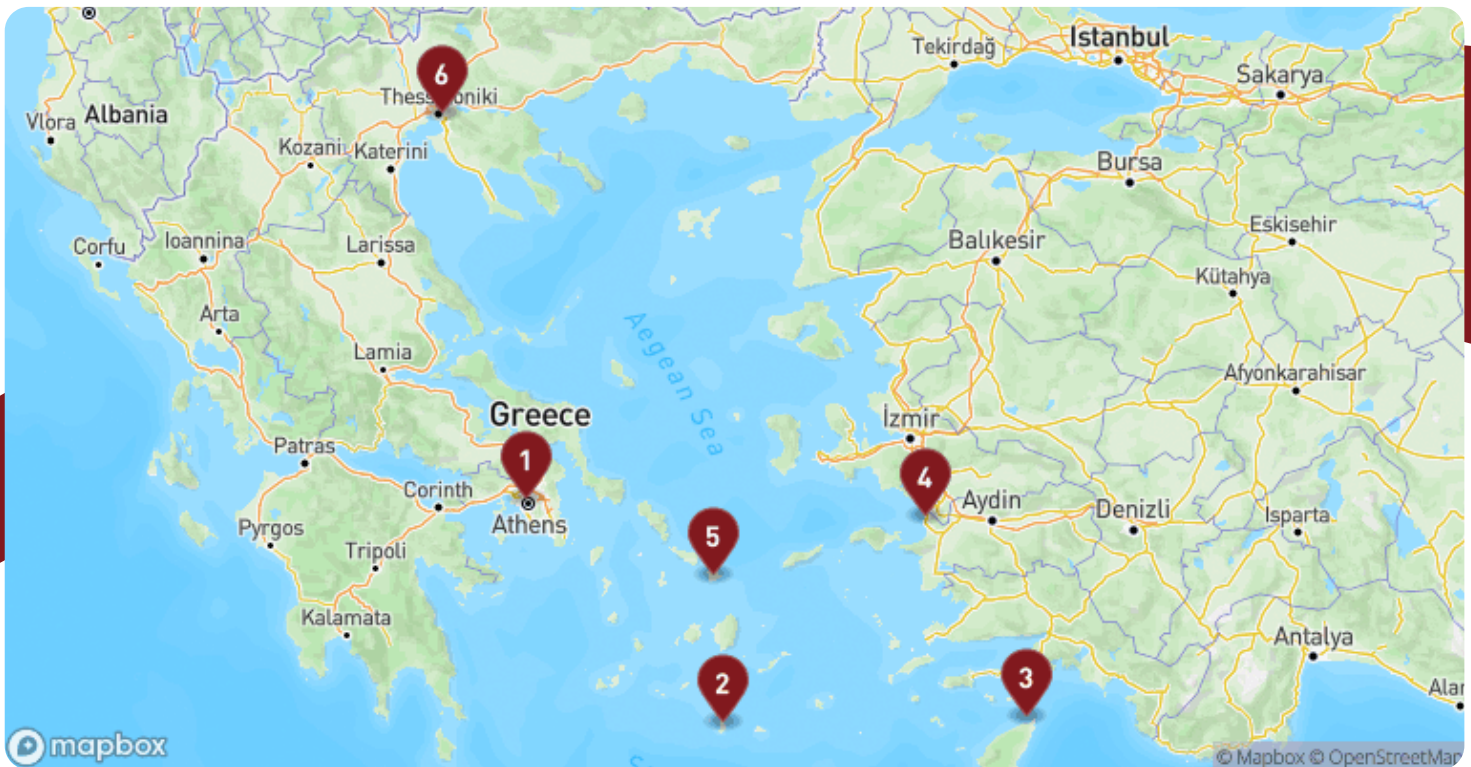 Istanbul
Tekirdağ
Sakarya
6
Thessaloniki
Vlora
Albania
Kozani
Katerini
Bursa
Eskisehir
Corfu
Ioannina
Larissa
Balıkesir
Kütahya
Arta
Aegean Sea
Lamia
Afyonkarahisar
Greece
İzmir
Patras
1
4
Corinth
Aydin
Denizli
Isparta
Athens
Pyrgos
5
Tripoli
Kalamata
Antalya
2
3
Alar
mapbox
© Mapbox © OpenStreetMap